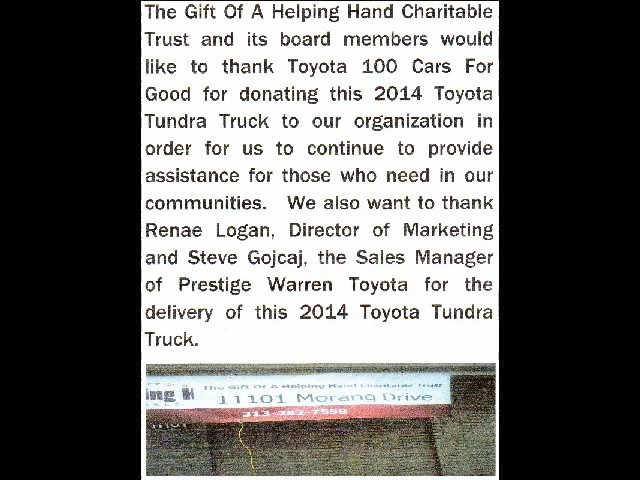 The Gift Of A Helping Hand Charitable
Trust and its board members would
like to thank Toyota 100 Cars For
Good for donating this 2014 Toyota
Tundra Truck to our organization in
order for us to continue to provide
assistance for those who need in our
communities. We also want to thank
Renae Logan, Director of Marketing
and Steve Gojcaj, the Sales Manager
of Prestige Warren Toyota for the
delivery of this 2014 Toyota Tundra
Truck.
The Gift Of A Helping Hand Charitable Trust
ing H
11101 Morang Drive
313-282-7550